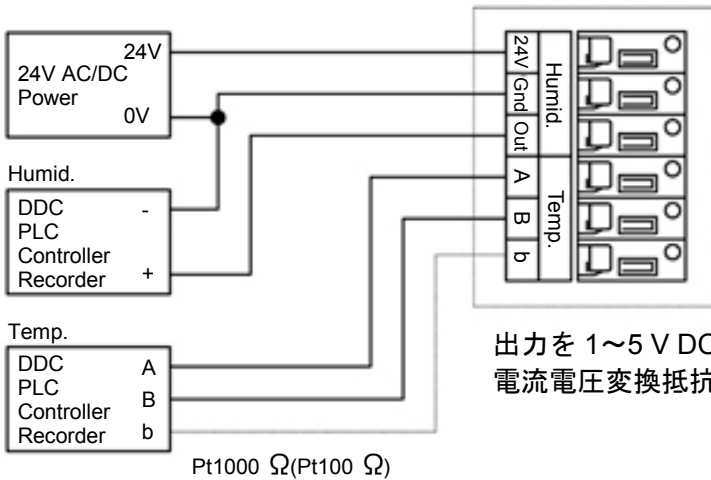 24V
24V AC/DC
Power
0V
Humid.
DDC -
PLC
Controller
Recorder +
Temp.
DDC A
PLC
Controller B
Recorder b
Pt1000 Ω(Pt100 Ω)
24V
Gnd
Out
Humid.
A
B
b
Temp.
出力を 1～5 V DC
電流電圧変換抵抗